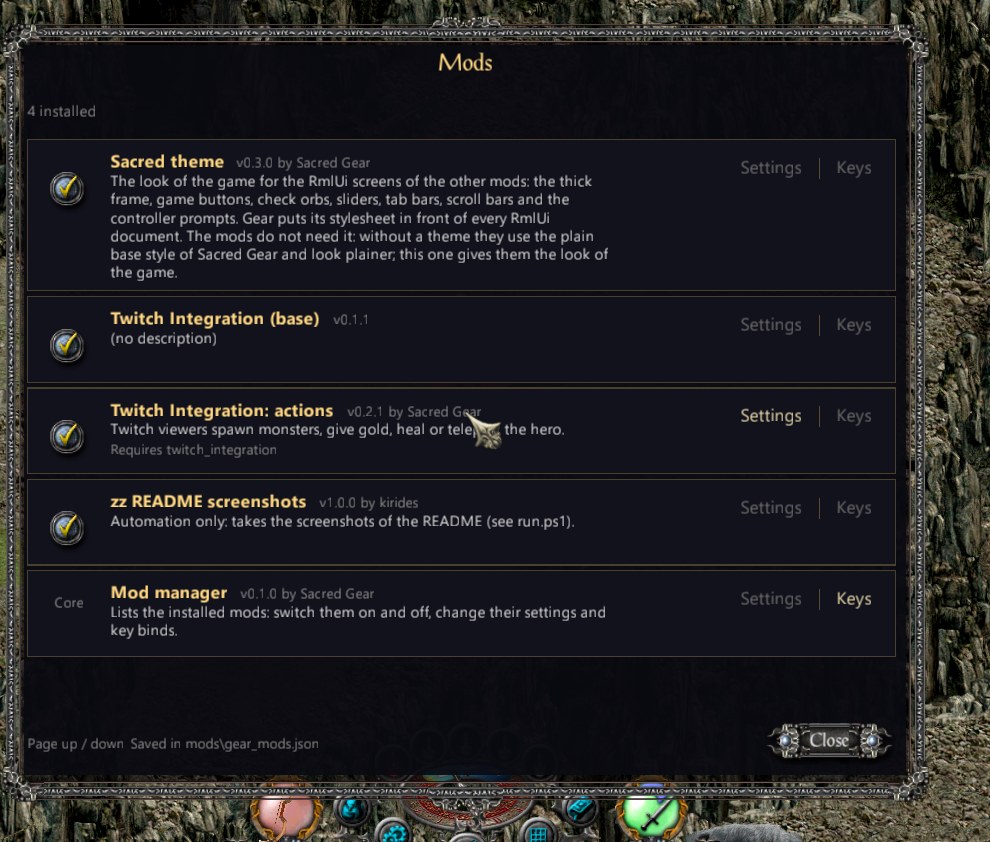 Mods
4 installed
Sacred theme v0.3.0 by Sacred Gear
Settings | Keys
The look of the game for the RmlUi screens of the other mods: the thick
frame, game buttons, check orbs, sliders, tab bars, scroll bars and the
controller prompts. Gear puts its stylesheet in front of every RmlUi
document. The mods do not need it: without a theme they use the plain
base style of Sacred Gear and look plainer; this one gives them the look of
the game.
Twitch Integration (base) v0.1.1
Settings | Keys
(no description)
Twitch Integration: actions v0.2.1 by Sacred Gear
Settings | Keys
Twitch viewers spawn monsters, give gold, heal or the hero.
Requires twitch_integration
zz README screenshots v1.0.0 by kirides
Settings | Keys
Automation only: takes the screenshots of the README (see run.ps1).
Core
Mod manager v0.1.0 by Sacred Gear
Settings | Keys
Lists the installed mods: switch them on and off, change their settings and
key binds.
Page up / down Saved in mods\gear_mods.json
Close